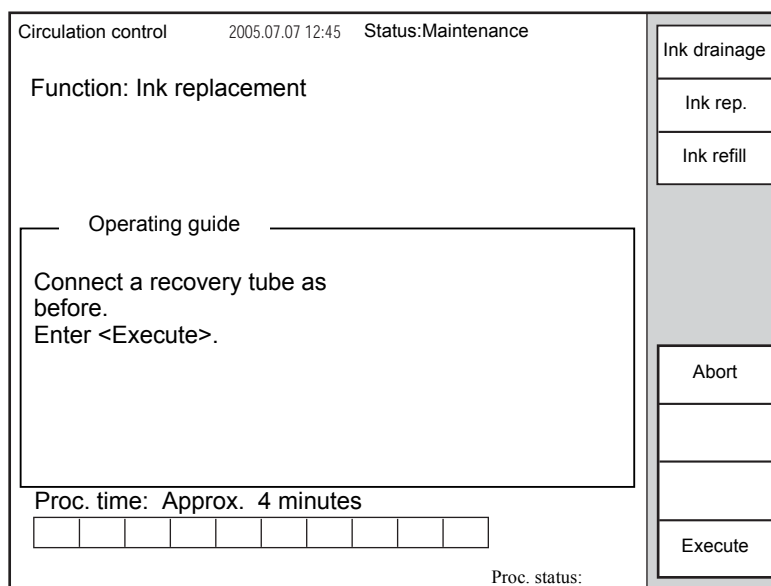 Circulation control 2005.07.07 12:45 Status:Maintenance
Function: Ink replacement
Operating guide
Connect a recovery tube as
before.
Enter <Execute>.
Proc. time: Approx. 4 minutes
Proc. status:
Ink drainage
Ink rep.
Ink refill
Abort
Execute